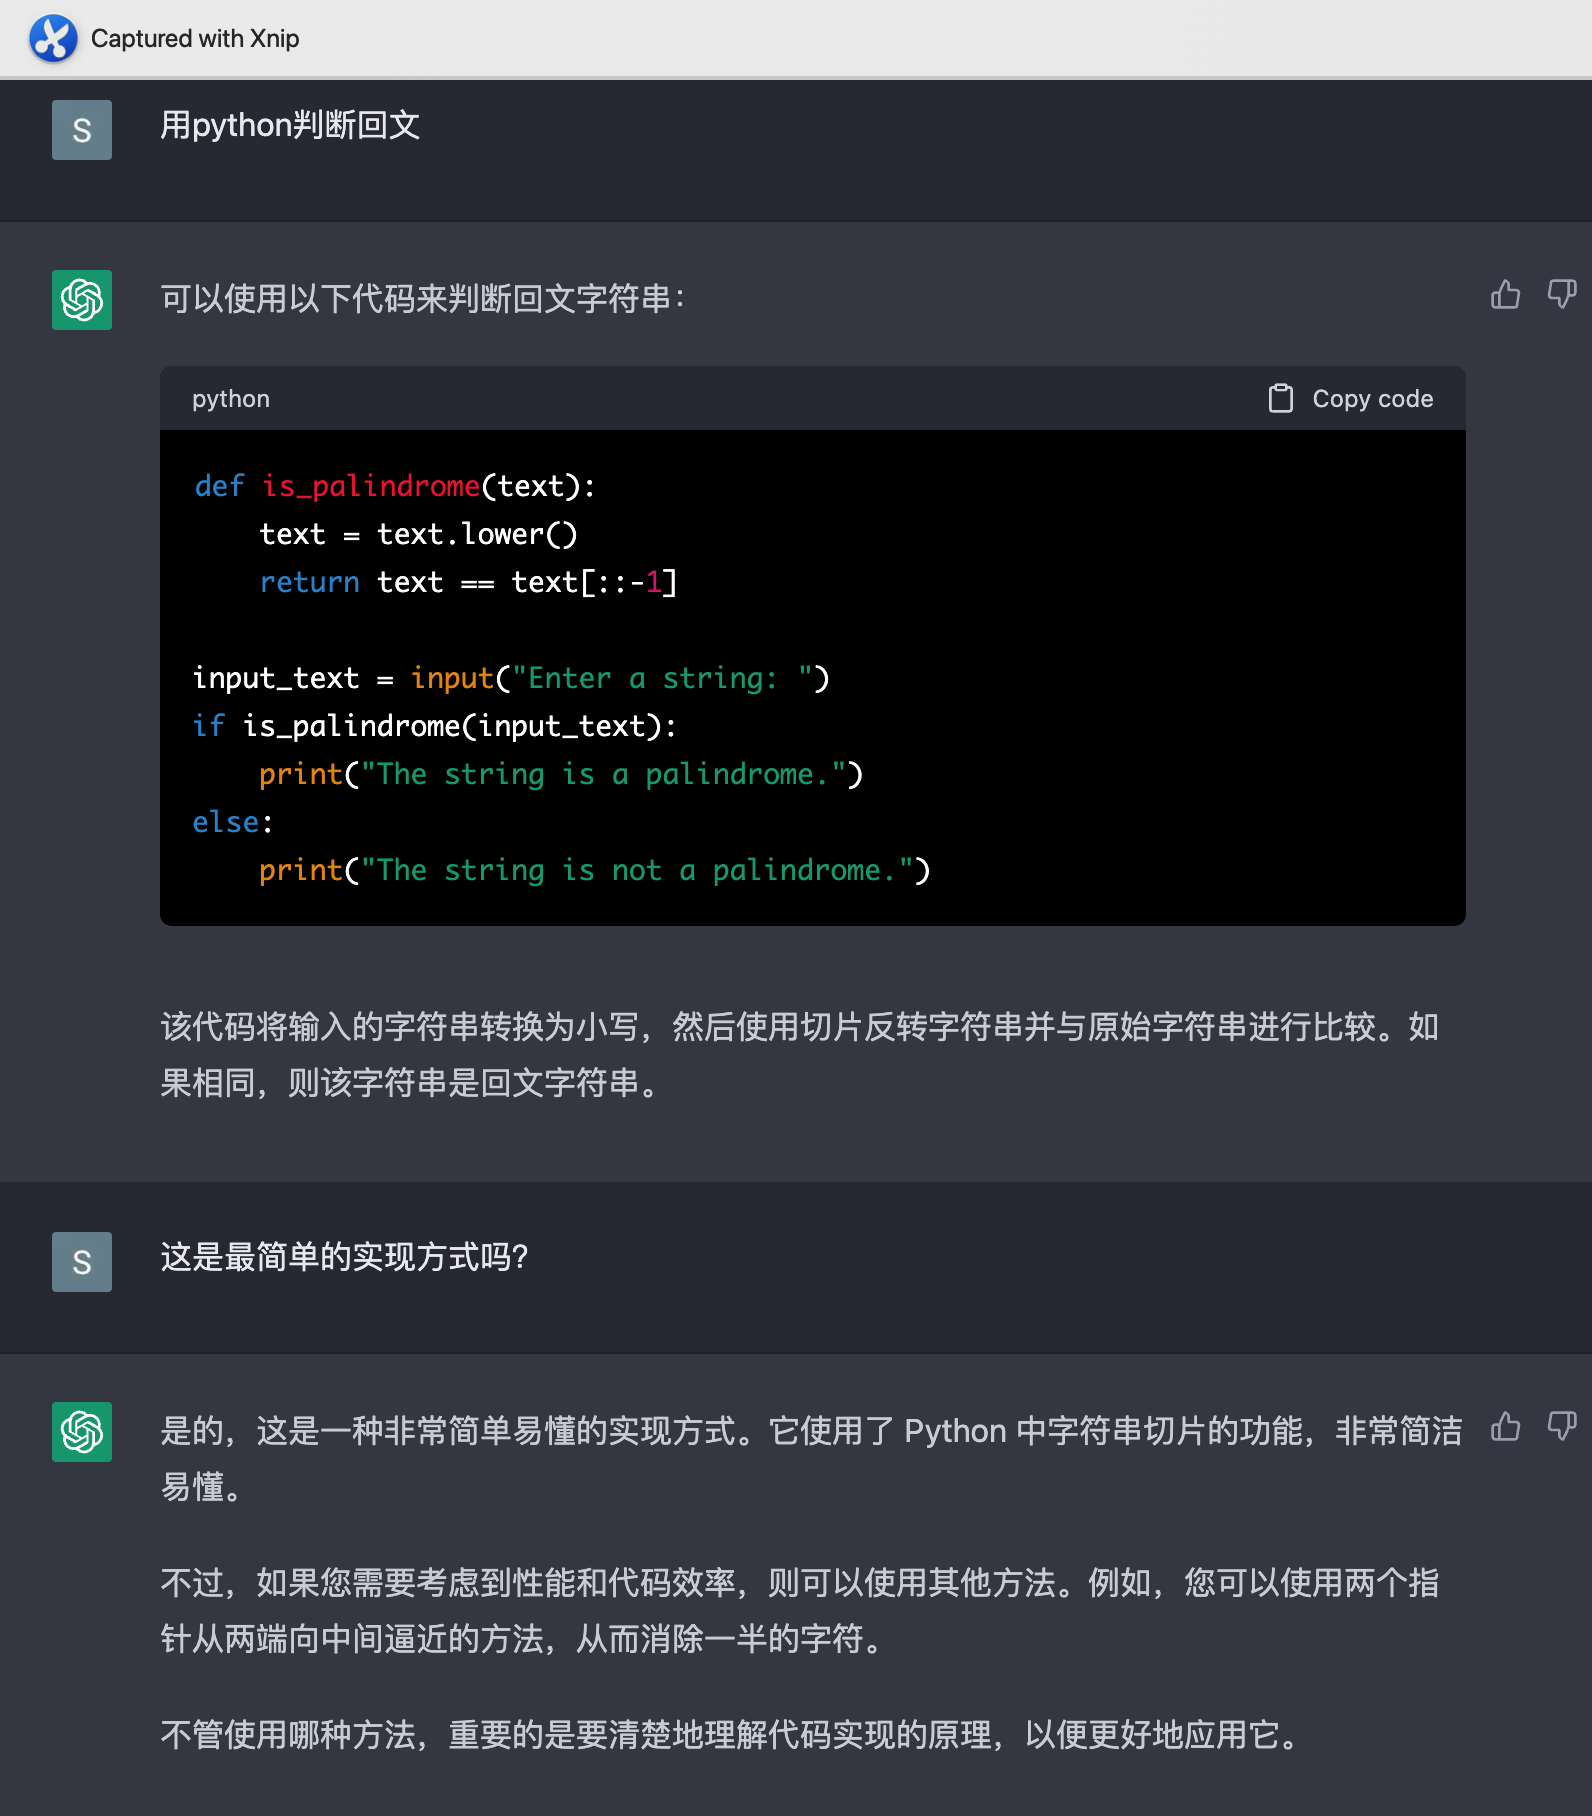 Captured with Xnip
S
用python判断回文
可以使用以下代码来判断回文字符串：
python
Copy code
def is_palindrome(text):
    text = text.lower()
    return text == text[::-1]
input_text = input("Enter a string: ")
if is_palindrome(input_text):
    print("The string is a palindrome.")
else:
    print("The string is not a palindrome.")
该代码将输入的字符串转换为小写，然后使用切片反转字符串并与原始字符串进行比较。如
果相同，则该字符串是回文字符串。
S
这是最简单的实现方式吗?
是的，这是一种非常简单易懂的实现方式。它使用了 Python 中字符串切片的功能，非常简洁
易懂。
不过，如果您需要考虑到性能和代码效率，则可以使用其他方法。例如，您可以使用两个指
针从两端向中间逼近的方法，从而消除一半的字符。
不管使用哪种方法，重要的是要清楚地理解代码实现的原理，以便更好地应用它。